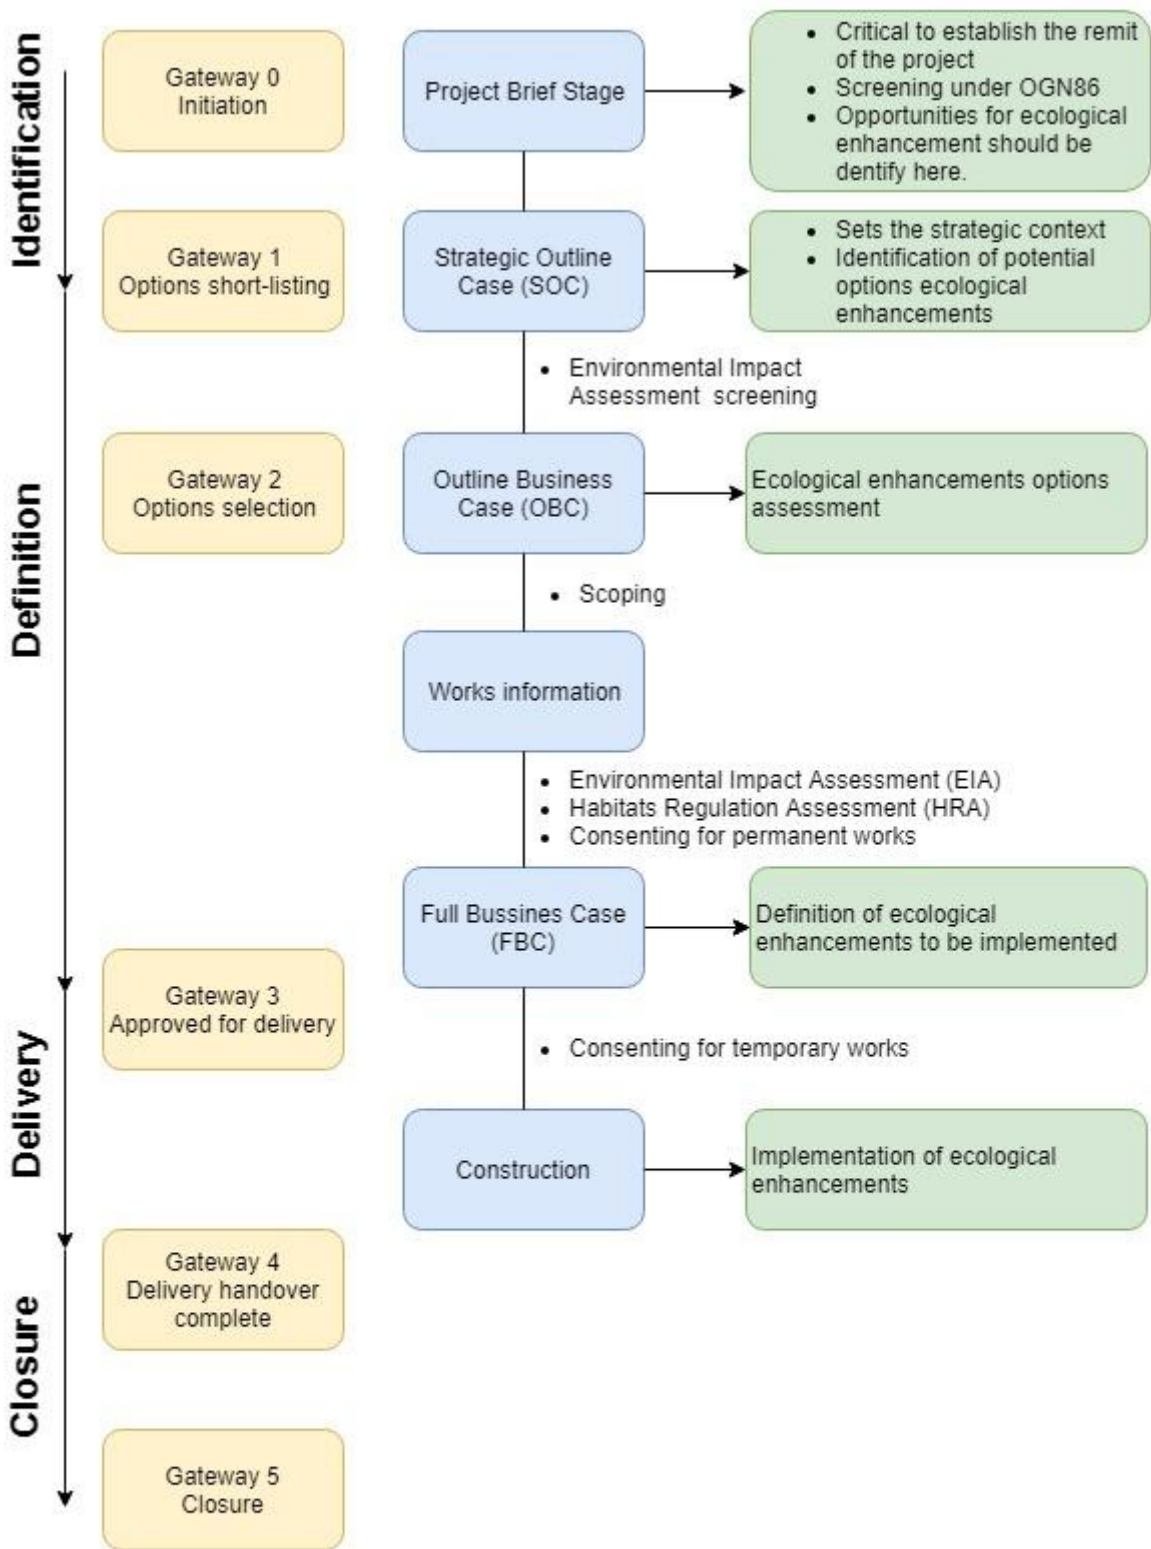 Identification
Gateway 0
Initiation
Project Brief Stage
• Critical to establish the remit
of the project
• Screening under OGN86
• Opportunities for ecological
enhancement should be
dentify here.
Gateway 1
Options short-listing
Strategic Outline
Case (SOC)
• Sets the strategic context
• Identification of potential
options ecological
enhancements
• Environmental Impact
Assessment screening
Definition
Gateway 2
Options selection
Outline Business
Case (OBC)
Ecological enhancements options
assessment
• Scoping
Works information
• Environmental Impact Assessment (EIA)
• Habitats Regulation Assessment (HRA)
• Consenting for permanent works
Full Bussines Case
(FBC)
Definition of ecological
enhancements to be implemented
Delivery
Gateway 3
Approved for delivery
• Consenting for temporary works
Construction
Implementation of ecological
enhancements
Closure
Gateway 4
Delivery handover
complete
Gateway 5
Closure